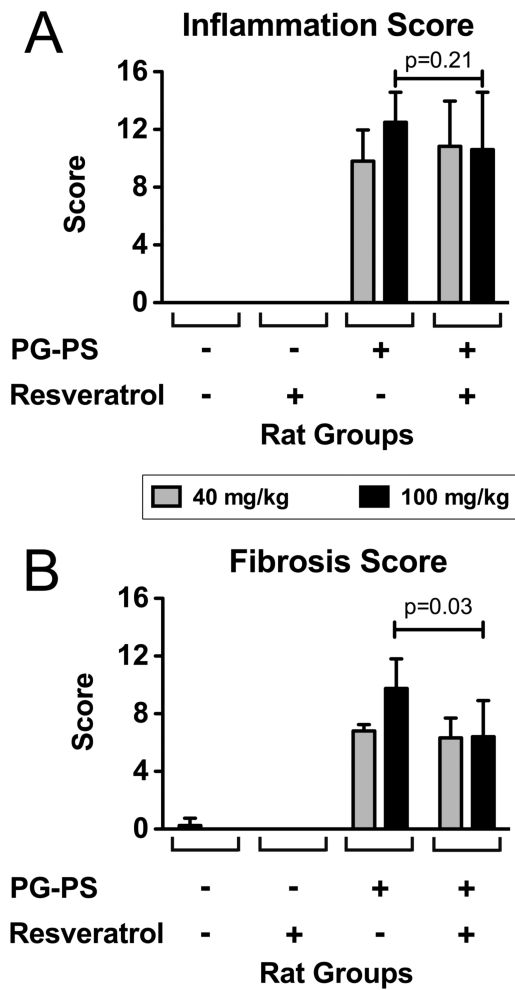 A
Inflammation Score
p=0.21
16
12
8
4
0
Score
PG-PS - - + +
Resveratrol - + - +
Rat Groups
40 mg/kg 100 mg/kg
B
Fibrosis Score
p=0.03
16
12
8
4
0
Score
PG-PS - - + +
Resveratrol - + - +
Rat Groups